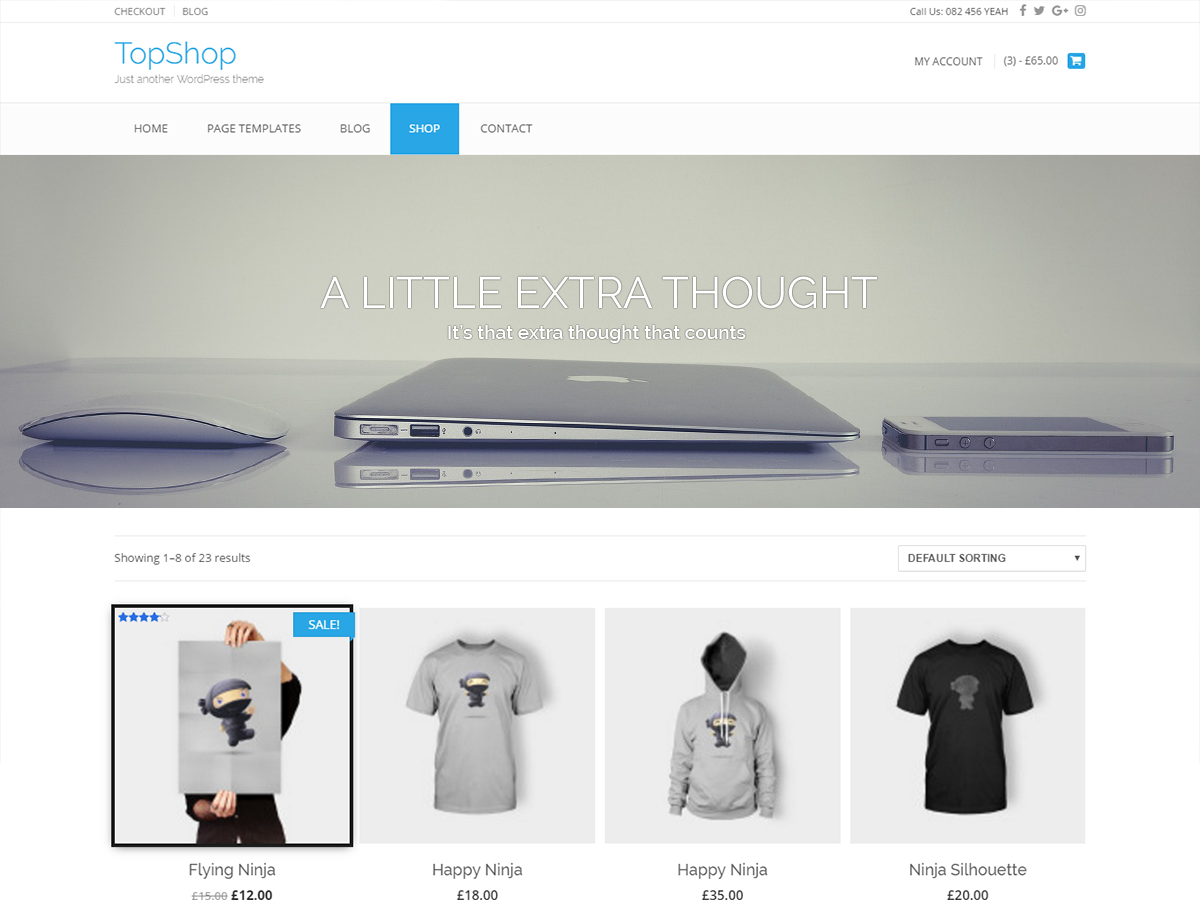 CHECKOUT BLOG Call Us: 082 456 YEAH
TopShop
Just another WordPress theme
MY ACCOUNT (3) - £65.00
HOME PAGE TEMPLATES BLOG SHOP CONTACT
A LITTLE EXTRA THOUGHT
It's that extra thought that counts
Showing 1–8 of 23 results DEFAULT SORTING
SALE!
Flying Ninja Happy Ninja Happy Ninja Ninja Silhouette
£15.00 £12.00 £18.00 £35.00 £20.00